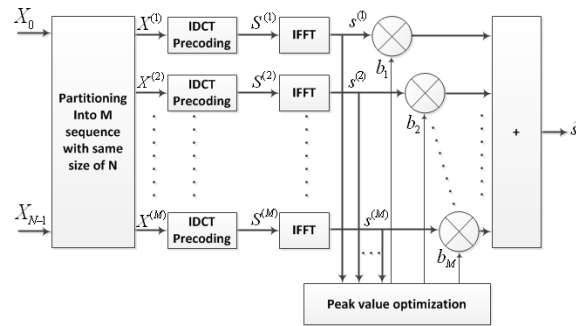 X_0
X^(1)
IDCT
Precoding
S^(1)
IFFT
s^(1)
b_1
Partitioning
Into M
sequence
with same
size of N
X^(2)
IDCT
Precoding
S^(2)
IFFT
s^(2)
b_2
+
X_{N-1}
X^(M)
IDCT
Precoding
S^(M)
IFFT
s^(M)
b_M
Peak value optimization